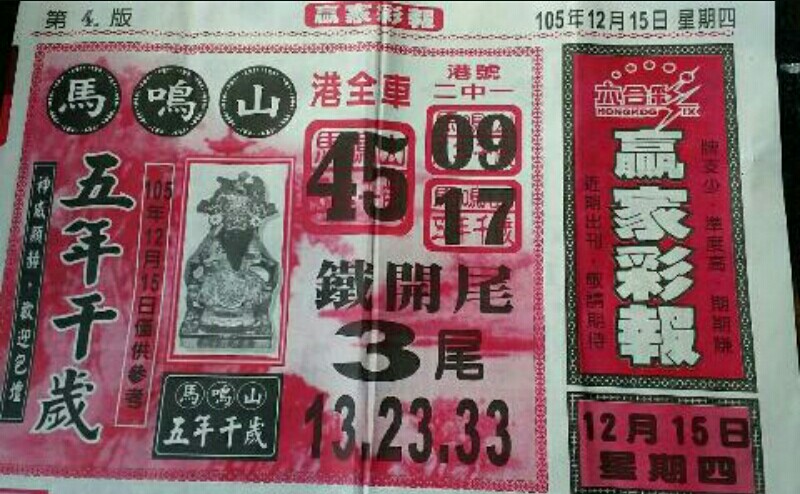 第4版
贏家彩報
105年12月15日 星期四
馬鳴山
五年千歲
神威顯赫·歡迎包壇
105年12月15日僅供參考
馬鳴山
五年千歲
港全車
45
港號
二中一
09
17
鐵開尾
3尾
13.23.33
六合彩
HONGKOG SIX
贏家彩報
牌支少·準度高·期期賺
近期出刊·敬請期待
12月15日
星期四